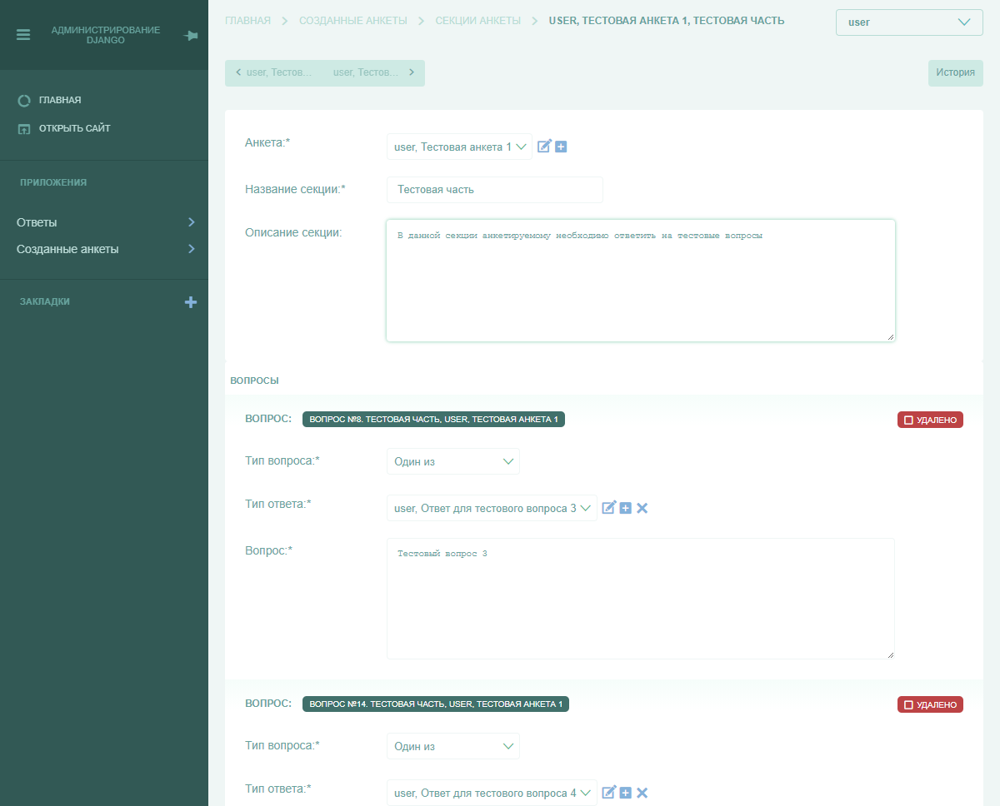 АДМИНИСТРИРОВАНИЕ
DJANGO
ГЛАВНАЯ
ОТКРЫТЬ САЙТ
ПРИЛОЖЕНИЯ
Ответы
Созданные анкеты
ЗАКЛАДКИ
ГЛАВНАЯ СОЗДАННЫЕ АНКЕТЫ СЕКЦИИ АНКЕТЫ USER, ТЕСТОВАЯ АНКЕТА 1, ТЕСТОВАЯ ЧАСТЬ
user
user, Тестов... user, Тестов...
История
Анкета:* user, Тестовая анкета 1
Название секции:* Тестовая часть
Описание секции: В данной секции анкетируемому необходимо ответить на тестовые вопросы
ВОПРОСЫ
ВОПРОС: ВОПРОС №8. ТЕСТОВАЯ ЧАСТЬ, USER, ТЕСТОВАЯ АНКЕТА 1 УДАЛЕНО
Тип вопроса:* Один из
Тип ответа:* user, Ответ для тестового вопроса 3
Вопрос:* Тестовый вопрос 3
ВОПРОС: ВОПРОС №14. ТЕСТОВАЯ ЧАСТЬ, USER, ТЕСТОВАЯ АНКЕТА 1 УДАЛЕНО
Тип вопроса:* Один из
Тип ответа:* user, Ответ для тестового вопроса 4